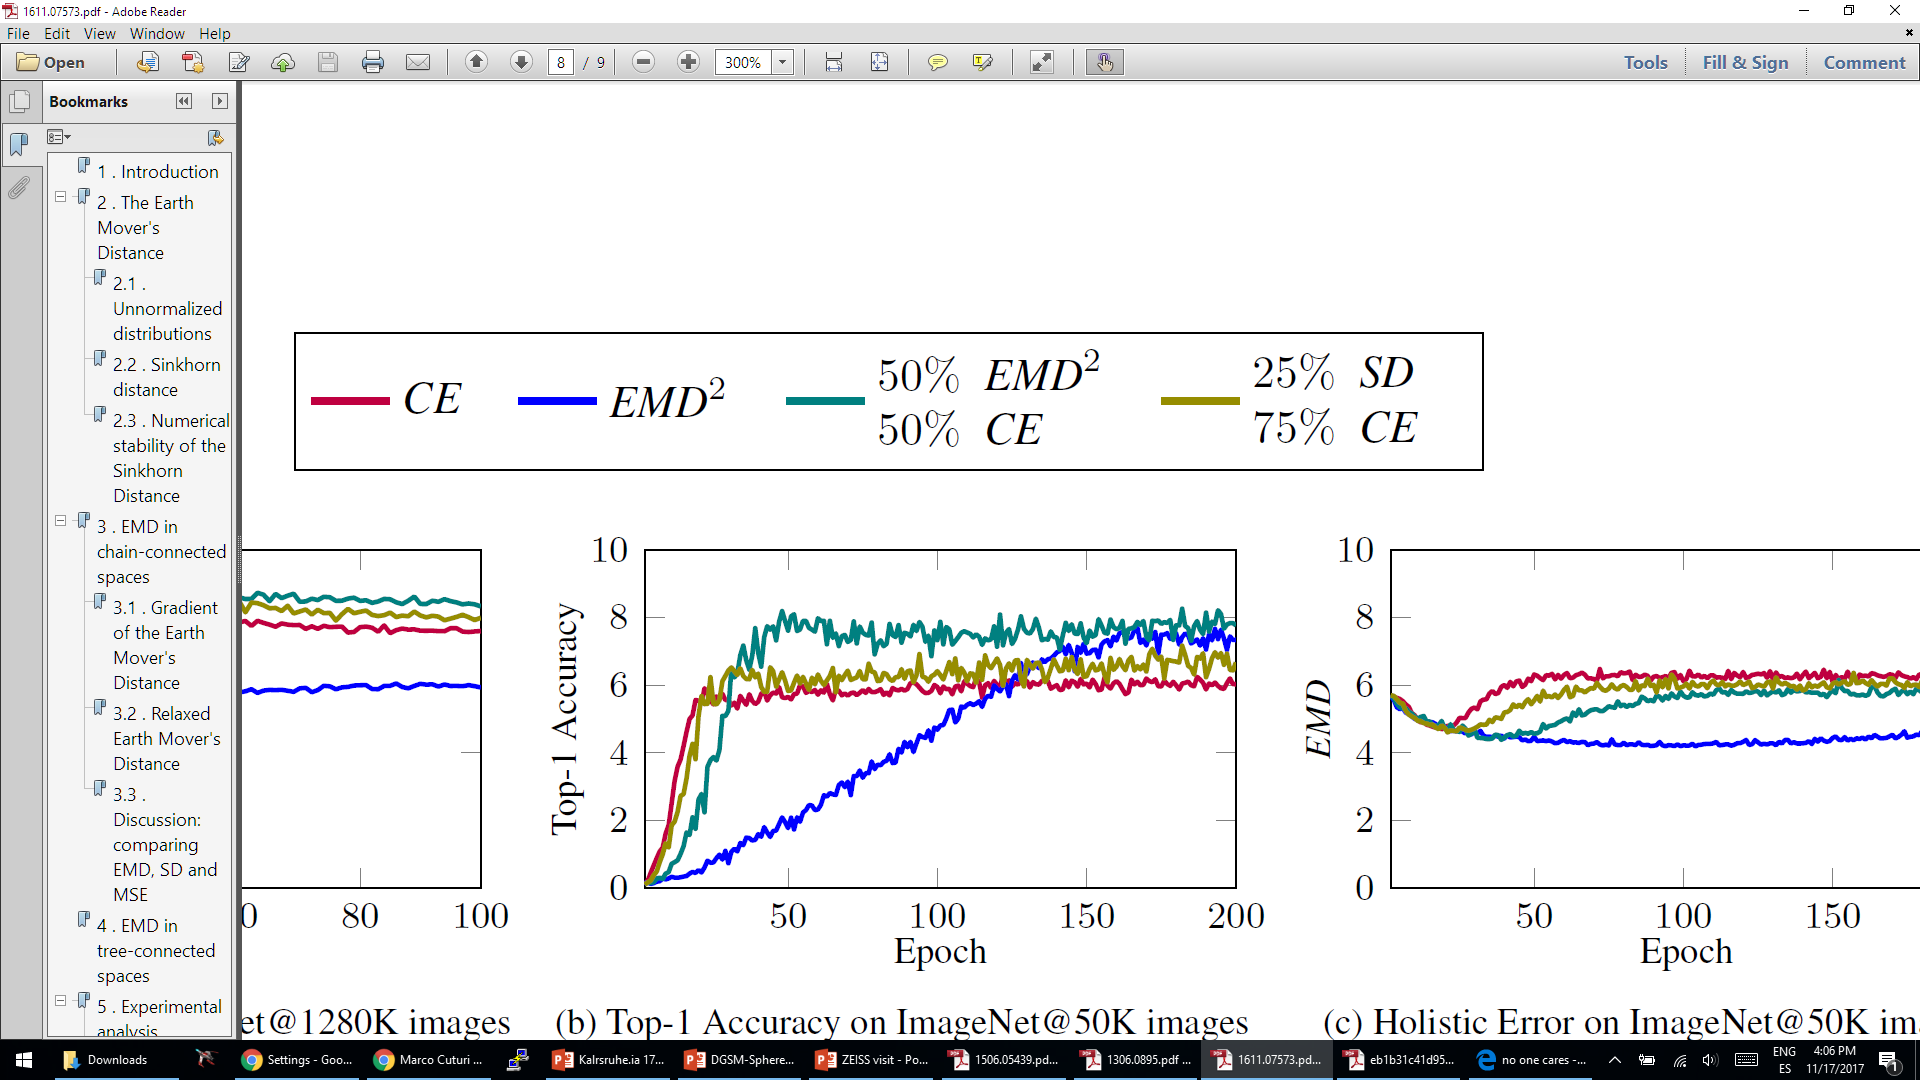 1611.07573.pdf - Adobe Reader
File Edit View Window Help
Open 8 / 9 300% Tools Fill & Sign Comment
Bookmarks
1 . Introduction
2 . The Earth
Mover's
Distance
2.1 .
Unnormalized
distributions
2.2 . Sinkhorn
distance
2.3 . Numerical
stability of the
Sinkhorn
Distance
3 . EMD in
chain-connected
spaces
3.1 . Gradient
of the Earth
Mover's
Distance
3.2 . Relaxed
Earth Mover's
Distance
3.3 .
Discussion:
comparing
EMD, SD and
MSE
4 . EMD in
tree-connected
spaces
5 . Experimental
analysis
CE
EMD²
50% EMD²
50% CE
25% SD
75% CE
0 80 100
et@1280K images
10
8
6
4
2
0
Top-1 Accuracy
50 100 150 200
Epoch
(b) Top-1 Accuracy on ImageNet@50K images
10
8
6
4
2
0
EMD
50 100 150
Epoch
(c) Holistic Error on ImageNet@50K im
Downloads
Settings - Goo...
Marco Cuturi ...
Kalrsruhe.ia 17...
DGSM-Sphere...
ZEISS visit - Po...
1506.05439.pd...
1306.0895.pdf ...
1611.07573.pd...
eb1b31c41d95...
no one cares -...
ENG
ES
4:06 PM
11/17/2017
1